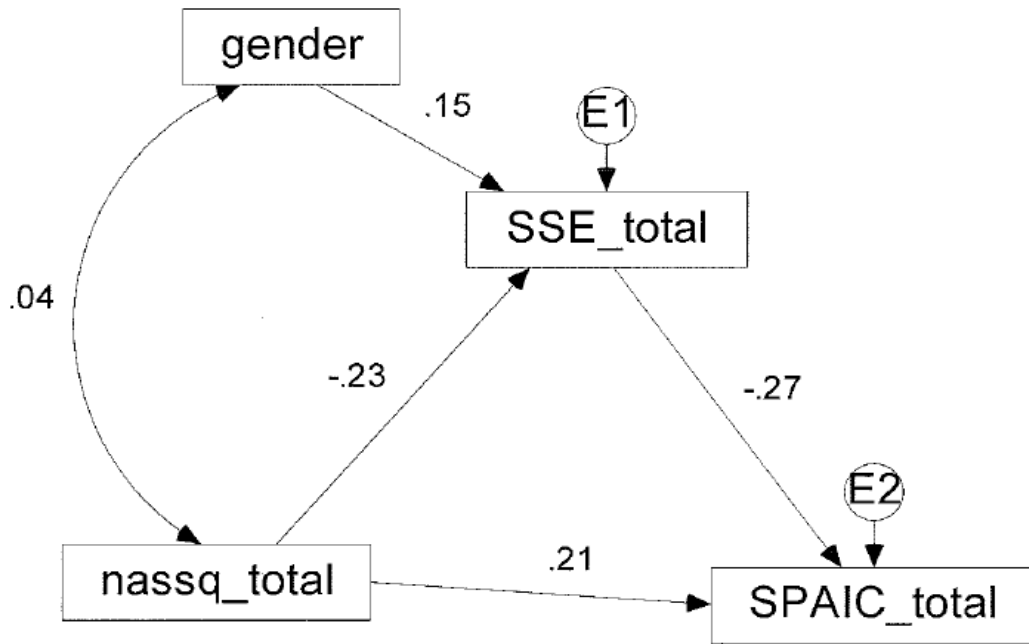 gender
.15
E1
SSE_total
.04
-.23
-.27
E2
nassq_total
.21
SPAIC_total